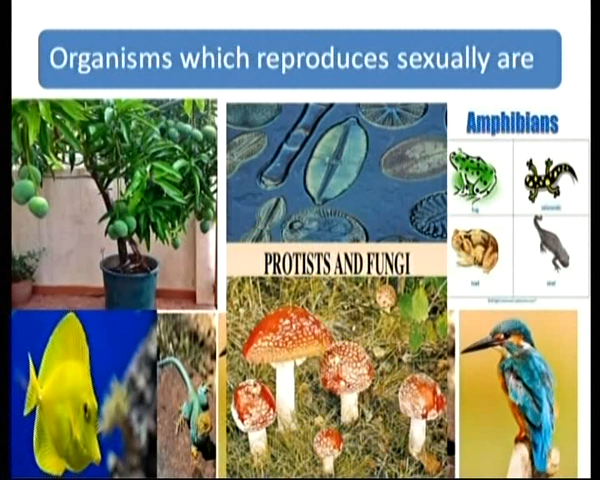 Organisms which reproduces sexually are
Amphibians
PROTISTS AND FUNGI